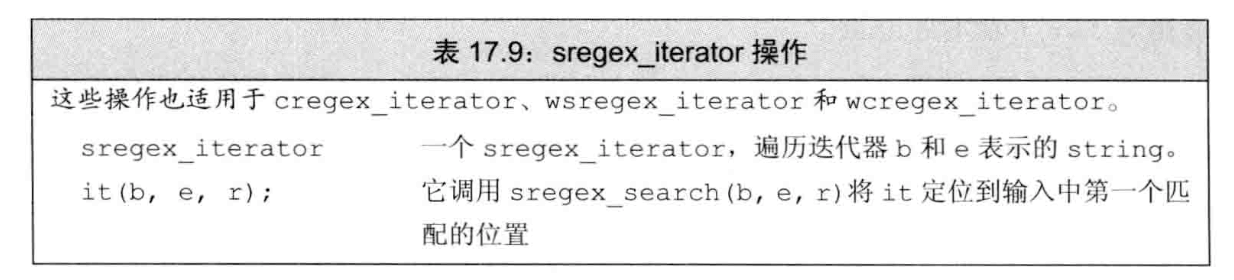 表 17.9：sregex_iterator 操作
这些操作也适用于 cregex_iterator、wsregex_iterator 和 wcregex_iterator。
sregex_iterator 一个 sregex_iterator，遍历迭代器 b 和 e 表示的 string。
it(b, e, r); 它调用 sregex_search(b, e, r)将 it 定位到输入中第一个匹
配的位置